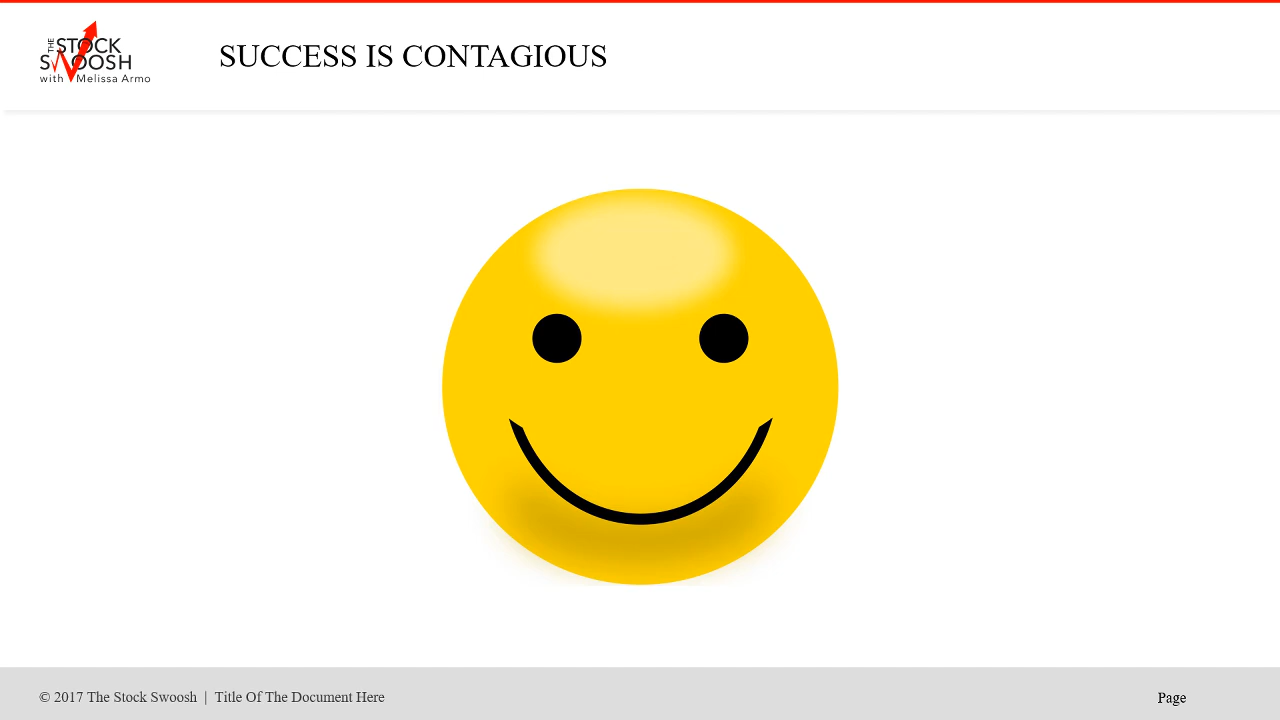 THE STOCK
SWOOSH
with Melissa Armo
SUCCESS IS CONTAGIOUS
© 2017 The Stock Swoosh | Title Of The Document Here
Page